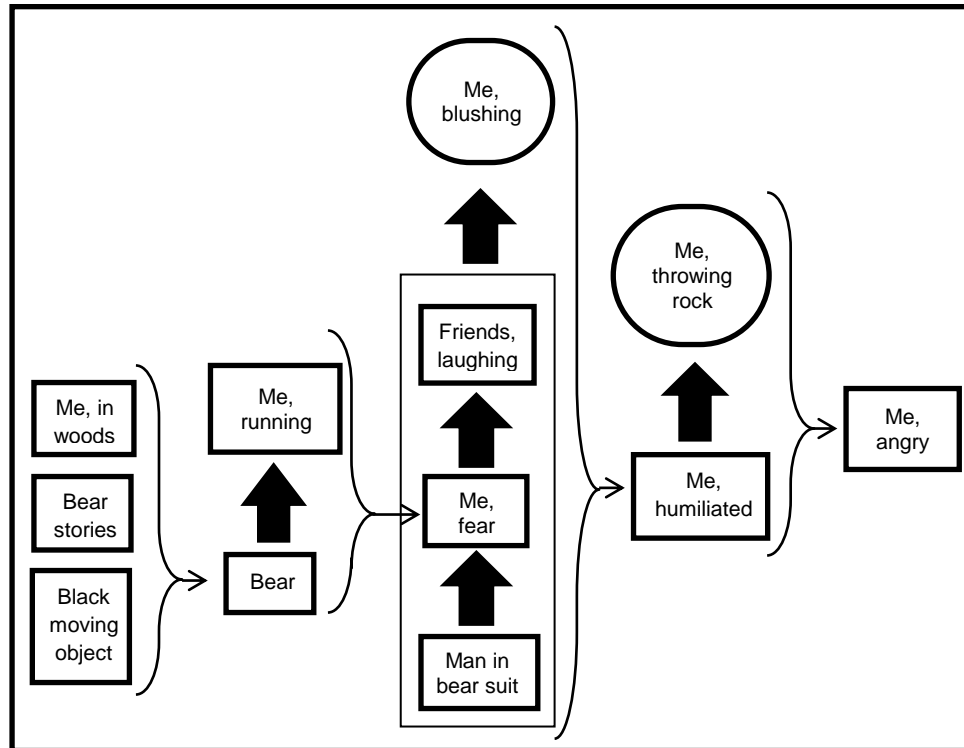 Me, in
woods
Bear
stories
Black
moving
object
Me,
running
Bear
Me,
blushing
Friends,
laughing
Me,
fear
Man in
bear suit
Me,
throwing
rock
Me,
humiliated
Me,
angry